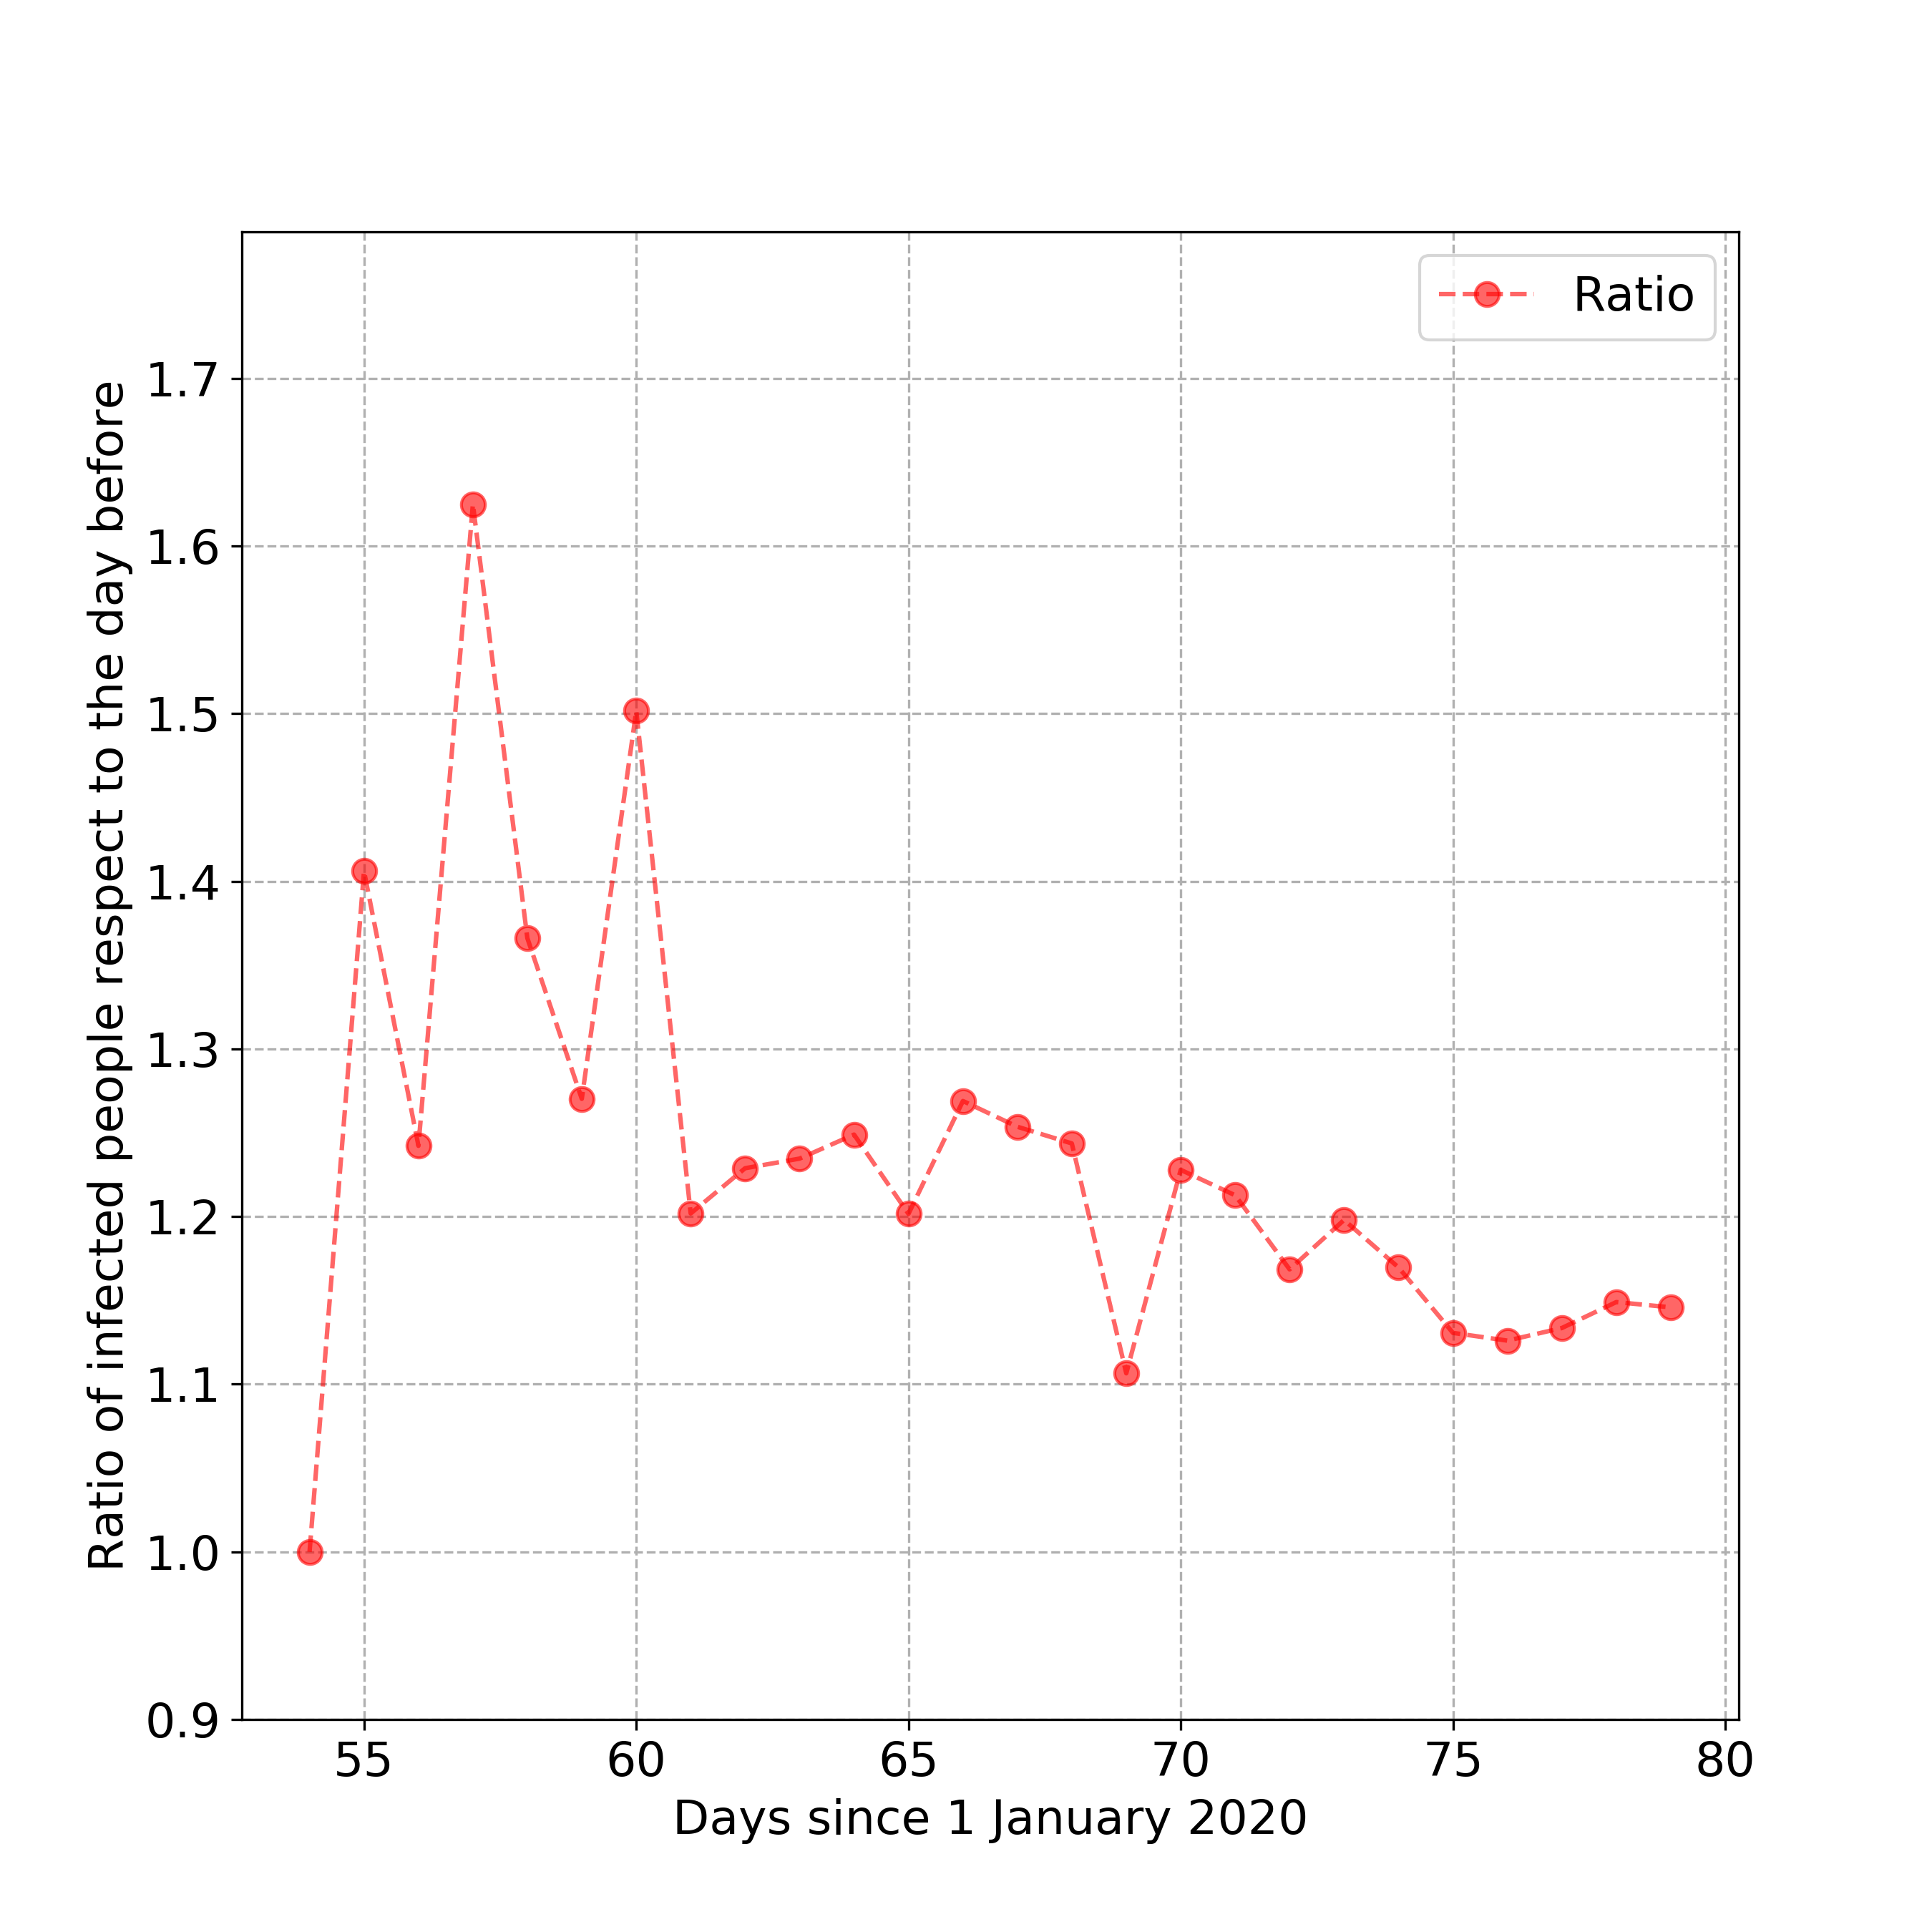 Ratio
Ratio of infected people respect to the day before
1.7
1.6
1.5
1.4
1.3
1.2
1.1
1.0
0.9
55 60 65 70 75 80
Days since 1 January 2020